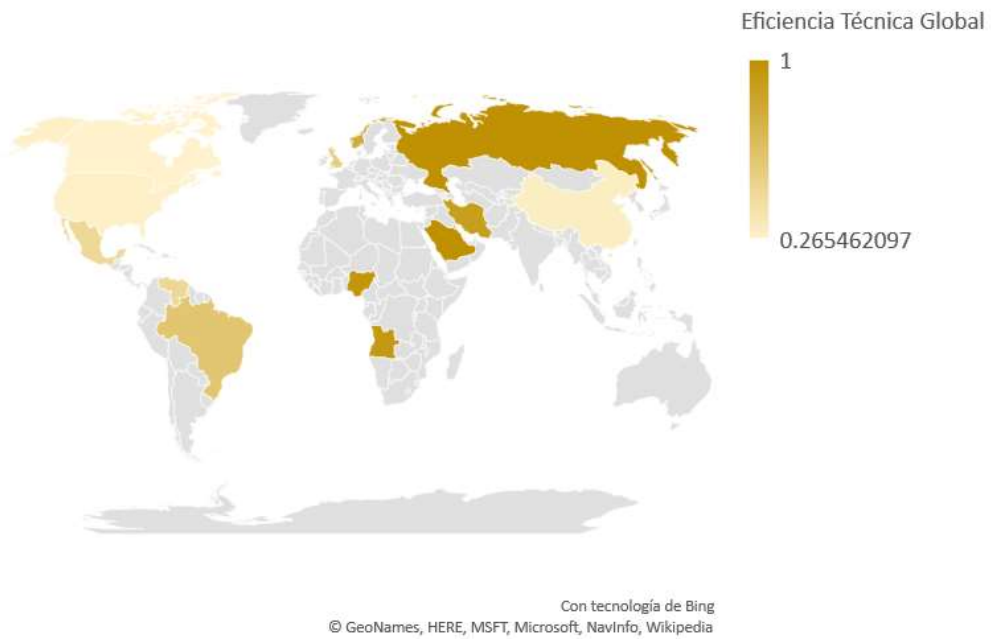 Eficiencia Técnica Global
1
0.265462097
Con tecnología de Bing
© GeoNames, HERE, MSFT, Microsoft, NavInfo, Wikipedia